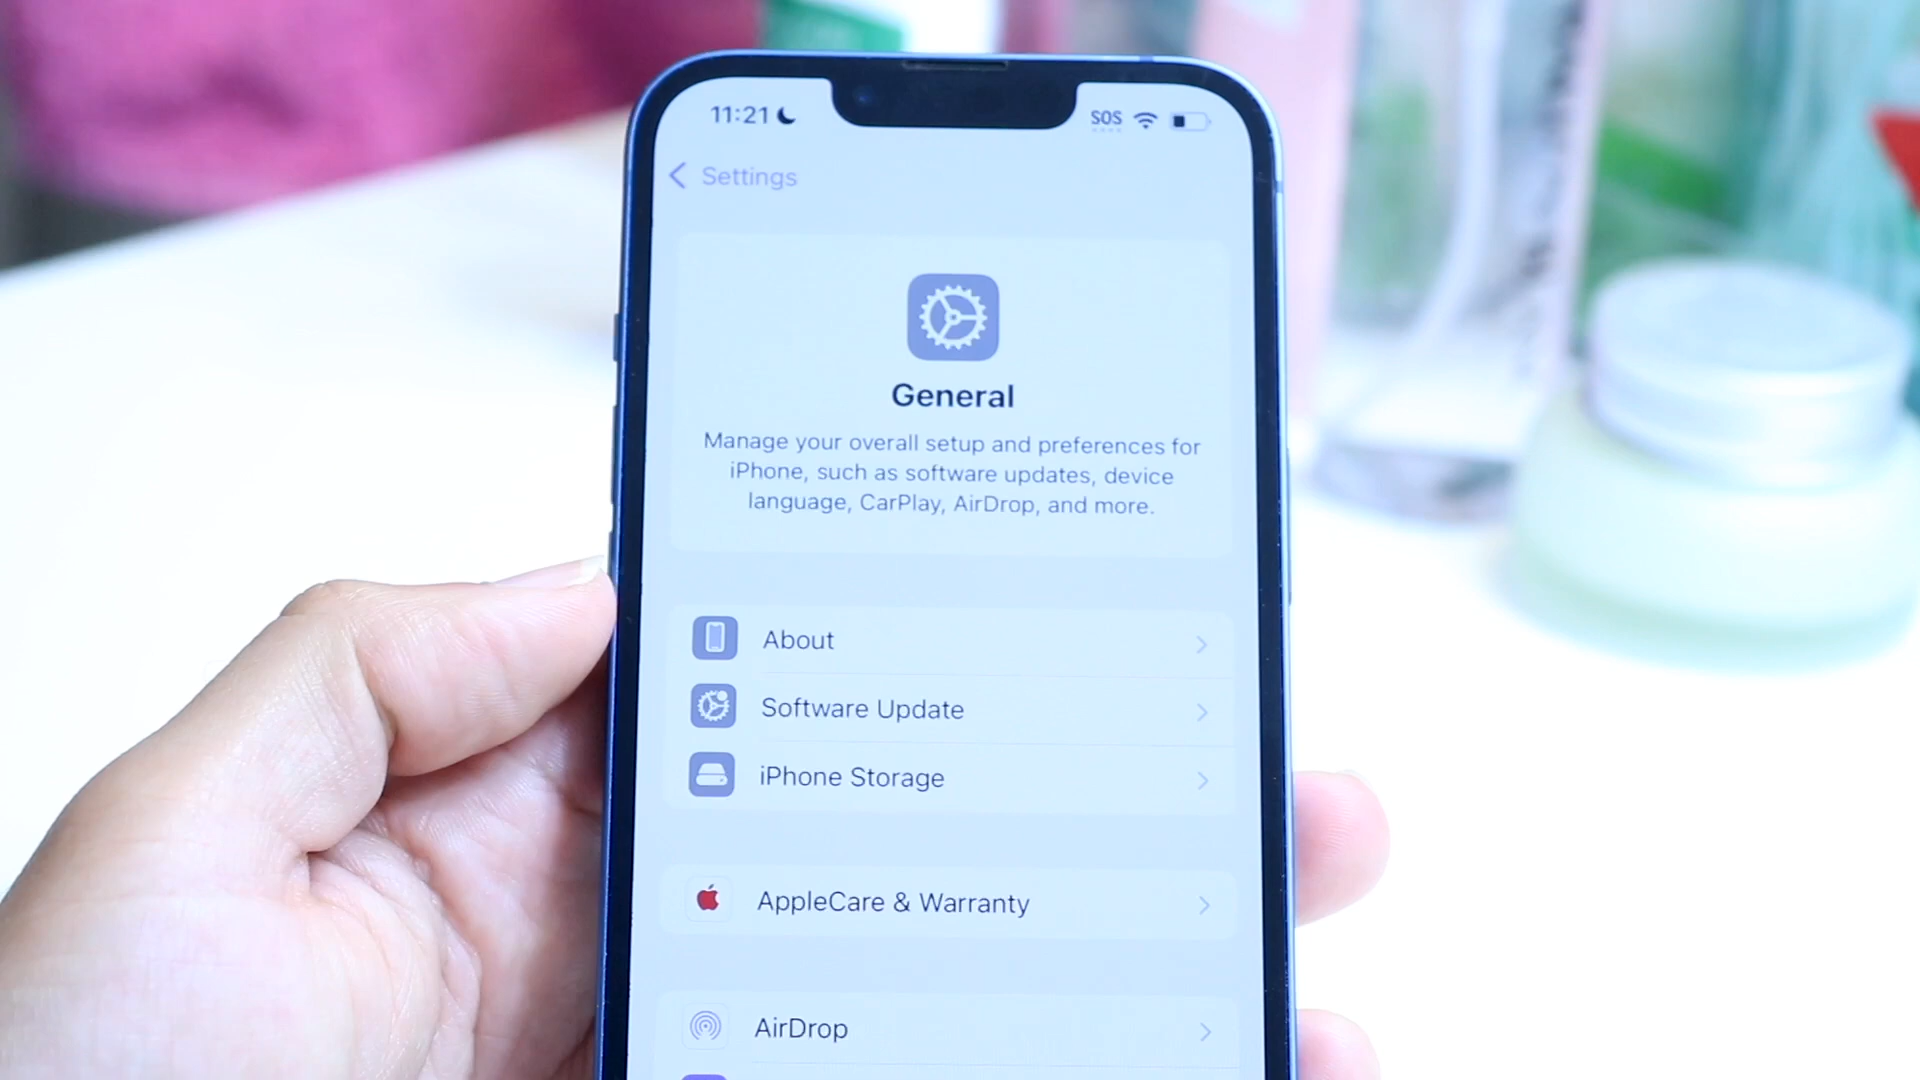 11:21
SOS
Settings
General
Manage your overall setup and preferences for
iPhone, such as software updates, device
language, CarPlay, AirDrop, and more.
About
Software Update
iPhone Storage
AppleCare & Warranty
AirDrop